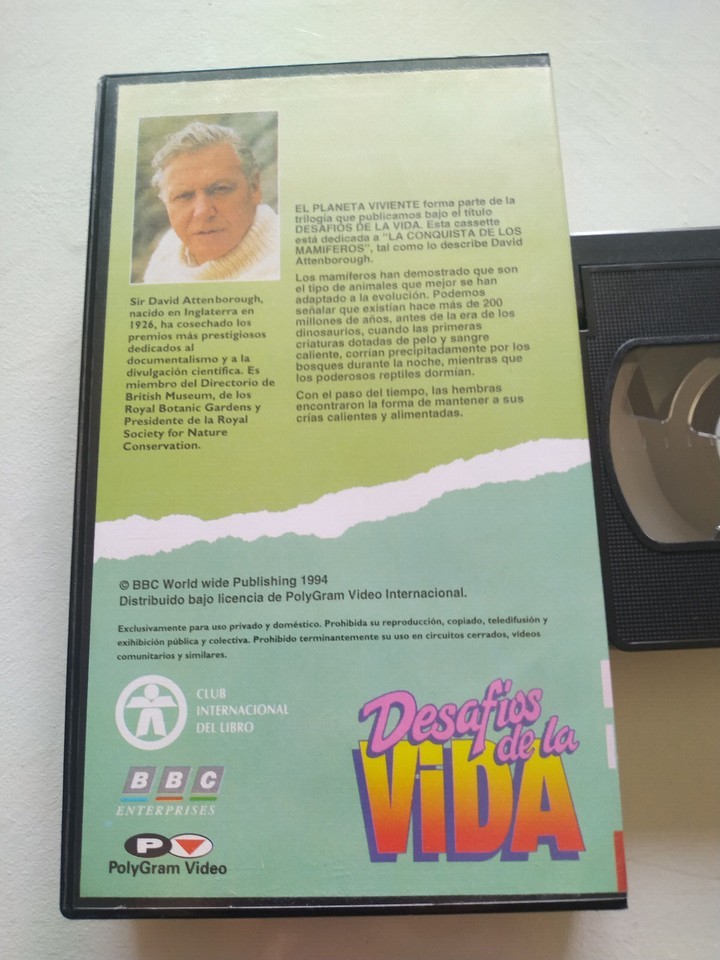 EL PLANETA VIVIENTE forma parte de la
trilogía que publicamos bajo el título
DESAFIOS DE LA VIDA. Esta cassette
está dedicada a "LA CONQUISTA DE LOS
MAMIFEROS", tal como lo describe David
Attenborough.
Los mamíferos han demostrado que son
el tipo de animales que mejor se han
adaptado a la evolución. Podemos
señalar que existían hace mas de 200
millones de años, antes de la era de los
dinosaurios, cuando las primeras
criaturas dotadas de pelo y sangre
caliente, corrían precipitadamente por los
bosques durante la noche, mientras que
los poderosos reptiles dormían.
Con el paso del tiempo, las hembras
encontraron la forma de mantener a sus
crías calientes y alimentadas.
Sir David Attenborough,
nacido en Inglaterra en
1926, ha cosechado los
premios más prestigiosos
dedicados al
documentalismo y a la
divulgación científica. Es
miembro del Directorio de
British Museum, de los
Royal Botanic Gardens y
Presidente de la Royal
Society for Nature
Conservation.
© BBC World wide Publishing 1994
Distribuido bajo licencia de PolyGram Video Internacional.
Exclusivamente para uso privado y doméstico. Prohibida su reproducción, copiado, teledifusión y
exihibición pública y colectiva. Prohibido terminantemente su uso en circuitos cerrados, videos
comunitarios y similares.
CLUB
INTERNACIONAL
DEL LIBRO
BBC
ENTERPRISES
P
PolyGram Video
Desafíos
de la
ViDA